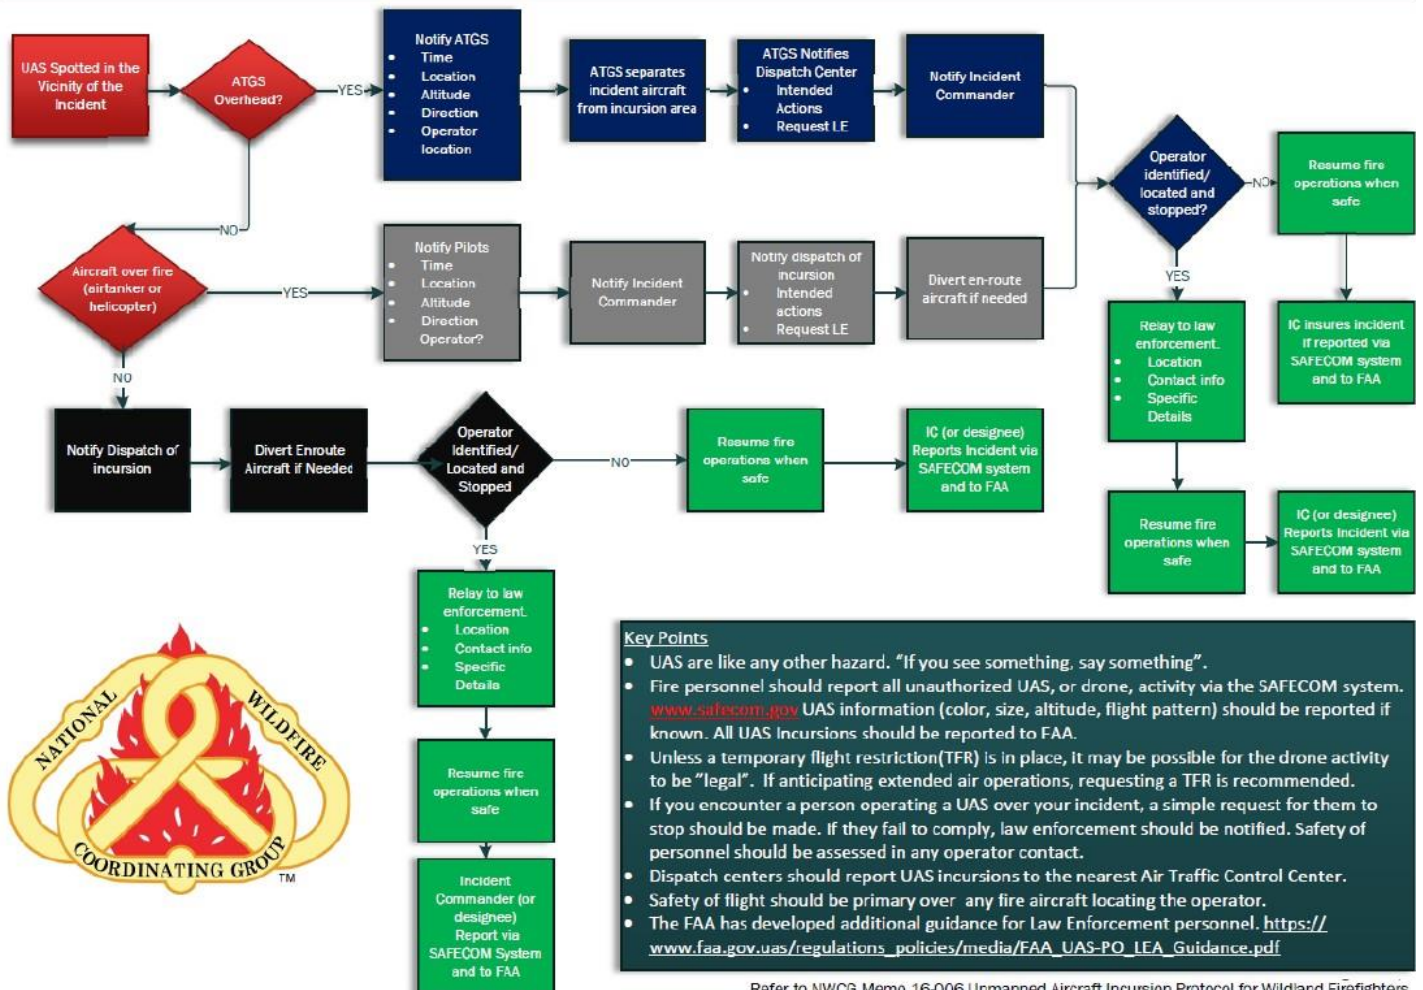 UAS Spotted in the
Vicinity of the
Incident
ATGS
Overhead?
YES
Notify ATGS
• Time
• Location
• Altitude
• Direction
• Operator
location
ATGS separates
incident aircraft
from incursion area
ATGS Notifies
Dispatch Center
• Intended
Actions
• Request LE
Notify Incident
Commander
Operator
identified/
located and
stopped?
NO
Resume fire
operations when
safe
NO
Aircraft over fire
(airtanker or
helicopter)
YES
Notify Pilots
• Time
• Location
• Altitude
• Direction
Operator?
Notify Incident
Commander
Notify dispatch of
incursion
• Intended
actions
• Request LE
Divert en-route
aircraft if needed
YES
Relay to law
enforcement.
• Location
• Contact info
• Specific
Details
IC insures incident
if reported via
SAFECOM system
and to FAA
NO
Notify Dispatch of
incursion
Divert Enroute
Aircraft if Needed
Operator
Identified/
Located and
Stopped
NO
Resume fire
operations when
safe
IC (or designee)
Reports Incident via
SAFECOM system
and to FAA
Resume fire
operations when
safe
IC (or designee)
Reports Incident via
SAFECOM system
and to FAA
YES
Relay to law
enforcement.
• Location
• Contact info
• Specific
Details
Resume fire
operations when
safe
Incident
Commander (or
designee)
Report via
SAFECOM System
and to FAA
NATIONAL
WILDFIRE
COORDINATING GROUP
TM
Key Points
• UAS are like any other hazard. “If you see something, say something”.
• Fire personnel should report all unauthorized UAS, or drone, activity via the SAFECOM system.
www.safecom.gov UAS information (color, size, altitude, flight pattern) should be reported if
known. All UAS Incursions should be reported to FAA.
• Unless a temporary flight restriction(TFR) is in place, it may be possible for the drone activity
to be ”legal”. If anticipating extended air operations, requesting a TFR is recommended.
• If you encounter a person operating a UAS over your incident, a simple request for them to
stop should be made. If they fail to comply, law enforcement should be notified. Safety of
personnel should be assessed in any operator contact.
• Dispatch centers should report UAS incursions to the nearest Air Traffic Control Center.
• Safety of flight should be primary over any fire aircraft locating the operator.
• The FAA has developed additional guidance for Law Enforcement personnel. https://
www.faa.gov.uas/regulations_policies/media/FAA_UAS-PO_LEA_Guidance.pdf
Refer to NWCG Memo 16-006 Unmanned Aircraft Incursion Protocol for Wildland Firefighters